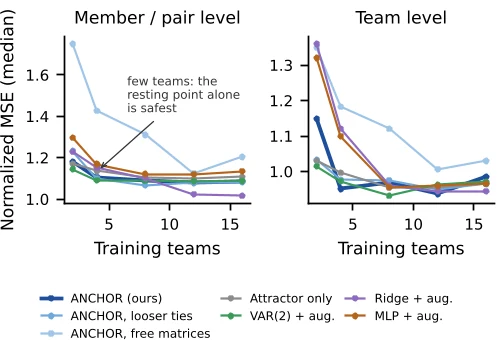 Member / pair level
Team level
Normalized MSE (median)
1.6
1.4
1.2
1.0
few teams: the
resting point alone
is safest
5
10
15
Training teams
1.3
1.2
1.1
1.0
5
10
15
Training teams
ANCHOR (ours)
ANCHOR, looser ties
ANCHOR, free matrices
Attractor only
VAR(2) + aug.
Ridge + aug.
MLP + aug.